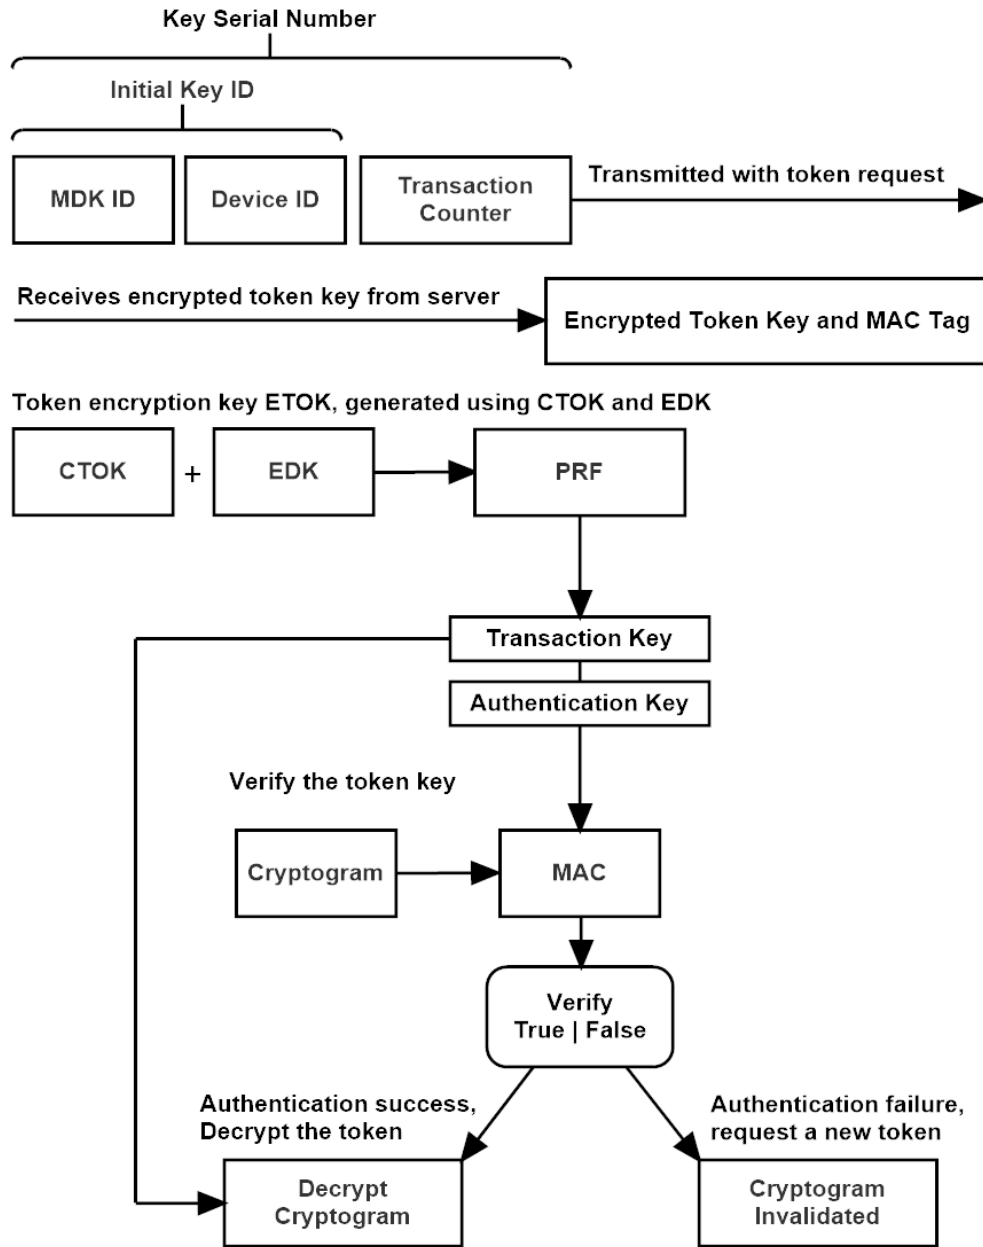 Key Serial Number
Initial Key ID
MDK ID
Device ID
Transaction
Counter
Transmitted with token request
Receives encrypted token key from server
Encrypted Token Key and MAC Tag
Token encryption key ETOK, generated using CTOK and EDK
CTOK
+
EDK
PRF
Transaction Key
Authentication Key
Verify the token key
Cryptogram
MAC
Verify
True | False
Authentication success,
Decrypt the token
Authentication failure,
request a new token
Decrypt
Cryptogram
Cryptogram
Invalidated